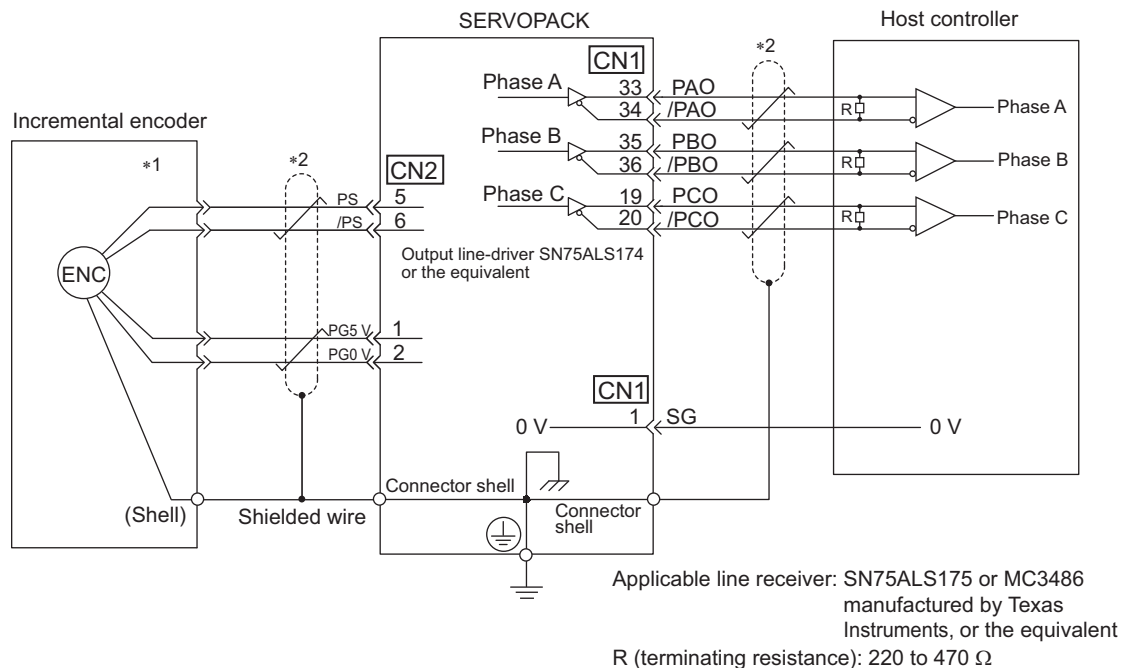 SERVOPACK
Host controller
CN1
*2
Phase A
33 PAO
34 /PAO
R
Phase A
Incremental encoder
Phase B
35 PBO
36 /PBO
R
Phase B
*1
*2
CN2
Phase C
19 PCO
20 /PCO
R
Phase C
PS 5
/PS 6
Output line-driver SN75ALS174
or the equivalent
ENC
PG5 V 1
PG0 V 2
CN1
0 V
1 SG
0 V
Connector shell
Connector
shell
(Shell)
Shielded wire
Applicable line receiver: SN75ALS175 or MC3486
manufactured by Texas
Instruments, or the equivalent
R (terminating resistance): 220 to 470 Ω